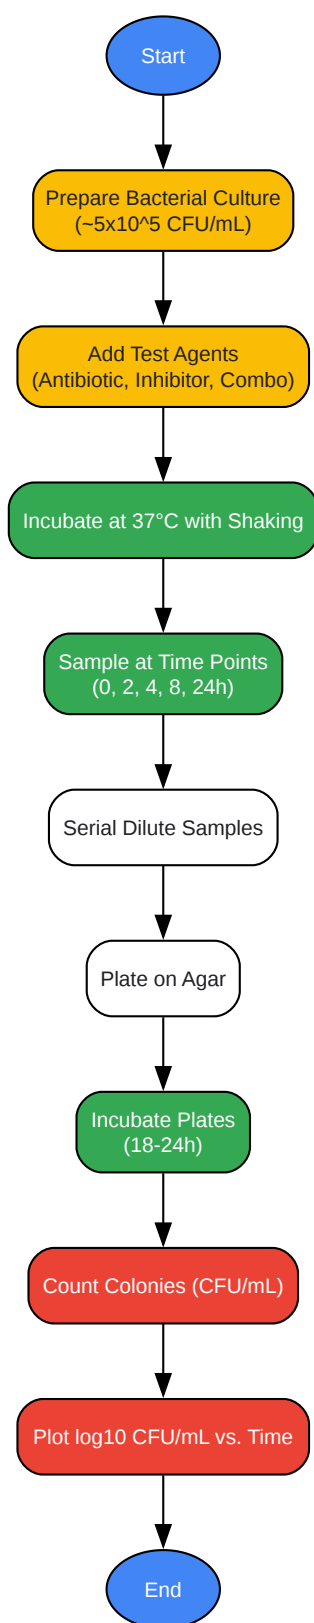 Start
Prepare Bacterial Culture
(~5x10^5 CFU/mL)
Add Test Agents
(Antibiotic, Inhibitor, Combo)
Incubate at 37°C with Shaking
Sample at Time Points
(0, 2, 4, 8, 24h)
Serial Dilute Samples
Plate on Agar
Incubate Plates
(18-24h)
Count Colonies (CFU/mL)
Plot log10 CFU/mL vs. Time
End